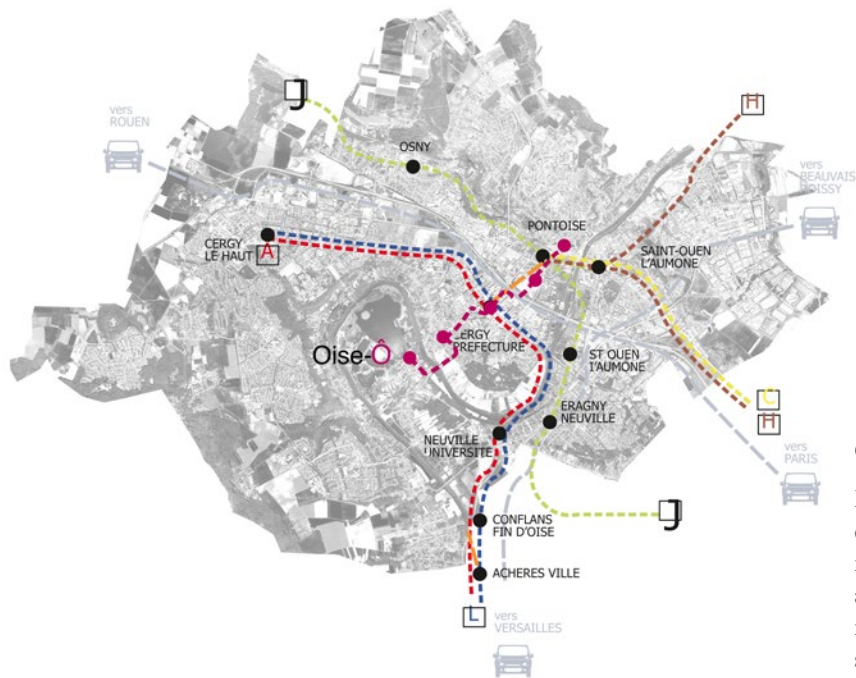 J
H
vers
ROUEN
OSNY
vers
BEAUVAIS
ROISSY
PONTOISE
CERGY
LE HAUT
A
SAINT-OUEN
L'AUMONE
ERGY
PREFECTURE
Oise-Ô
ST OUEN
l'AUMONE
C
H
ERAGNY
NEUVILLE
NEUVILLE
UNIVERSITE
vers
PARIS
J
CONFLANS
FIN D'OISE
ACHERES VILLE
L
vers
VERSAILLES